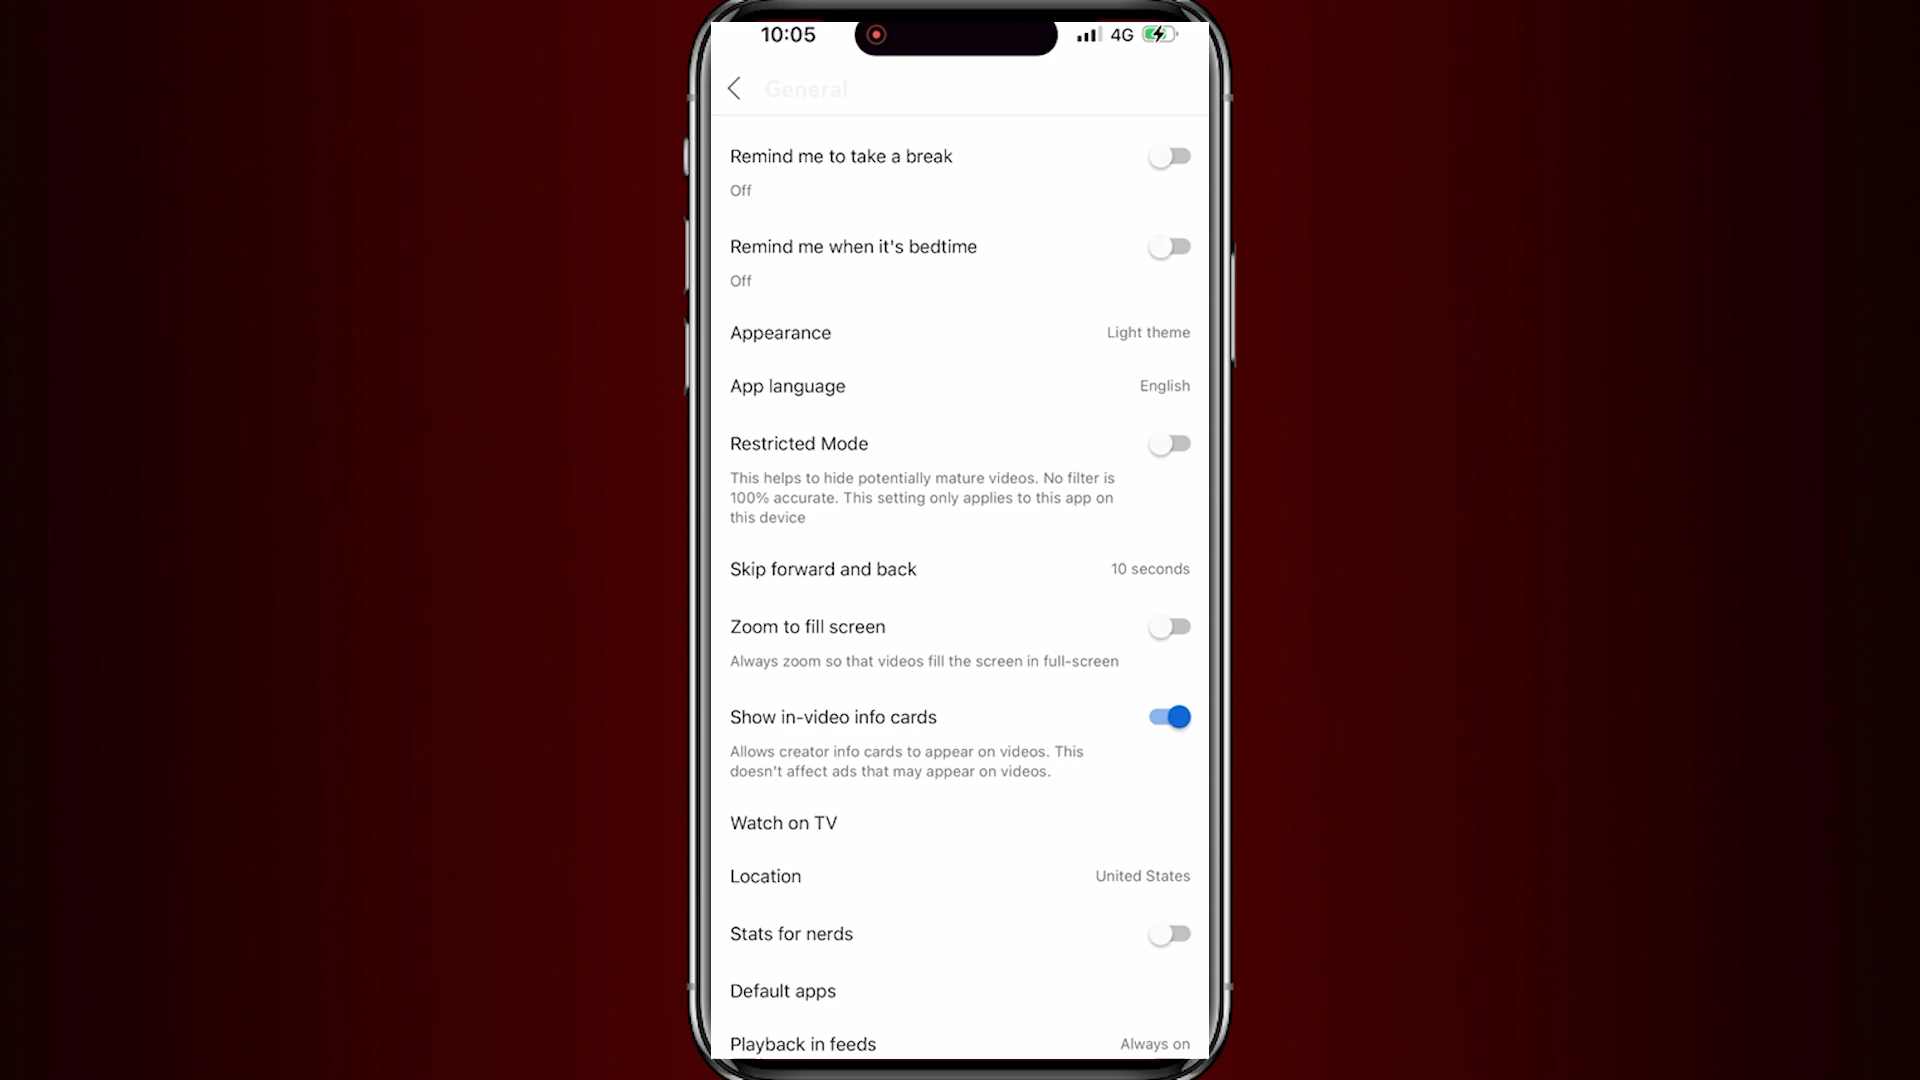 10:05
4G
General
Remind me to take a break
Off
Remind me when it's bedtime
Off
Appearance
Light theme
App language
English
Restricted Mode
This helps to hide potentially mature videos. No filter is
100% accurate. This setting only applies to this app on
this device
Skip forward and back
10 seconds
Zoom to fill screen
Always zoom so that videos fill the screen in full-screen
Show in-video info cards
Allows creator info cards to appear on videos. This
doesn't affect ads that may appear on videos.
Watch on TV
Location
United States
Stats for nerds
Default apps
Playback in feeds
Always on